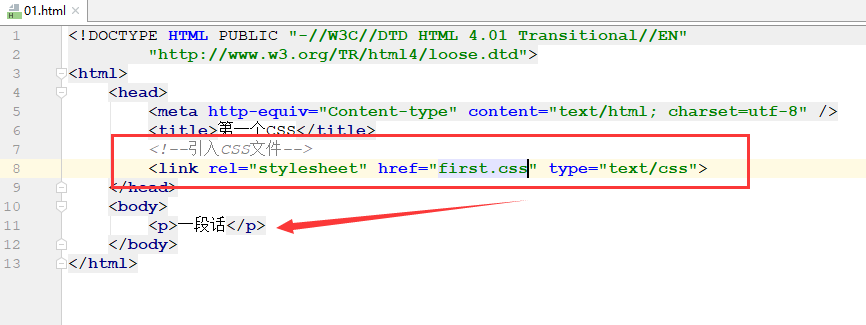 01.html
1 <!DOCTYPE HTML PUBLIC "-//W3C//DTD HTML 4.01 Transitional//EN"
2 "http://www.w3.org/TR/html4/loose.dtd">
3 <html>
4 <head>
5 <meta http-equiv="Content-type" content="text/html; charset=utf-8" />
6 <title>第一个CSS</title>
7 <!--引入CSS文件-->
8 <link rel="stylesheet" href="first.css" type="text/css">
9 </head>
10 <body>
11 <p>一段话</p>
12 </body>
13 </html>